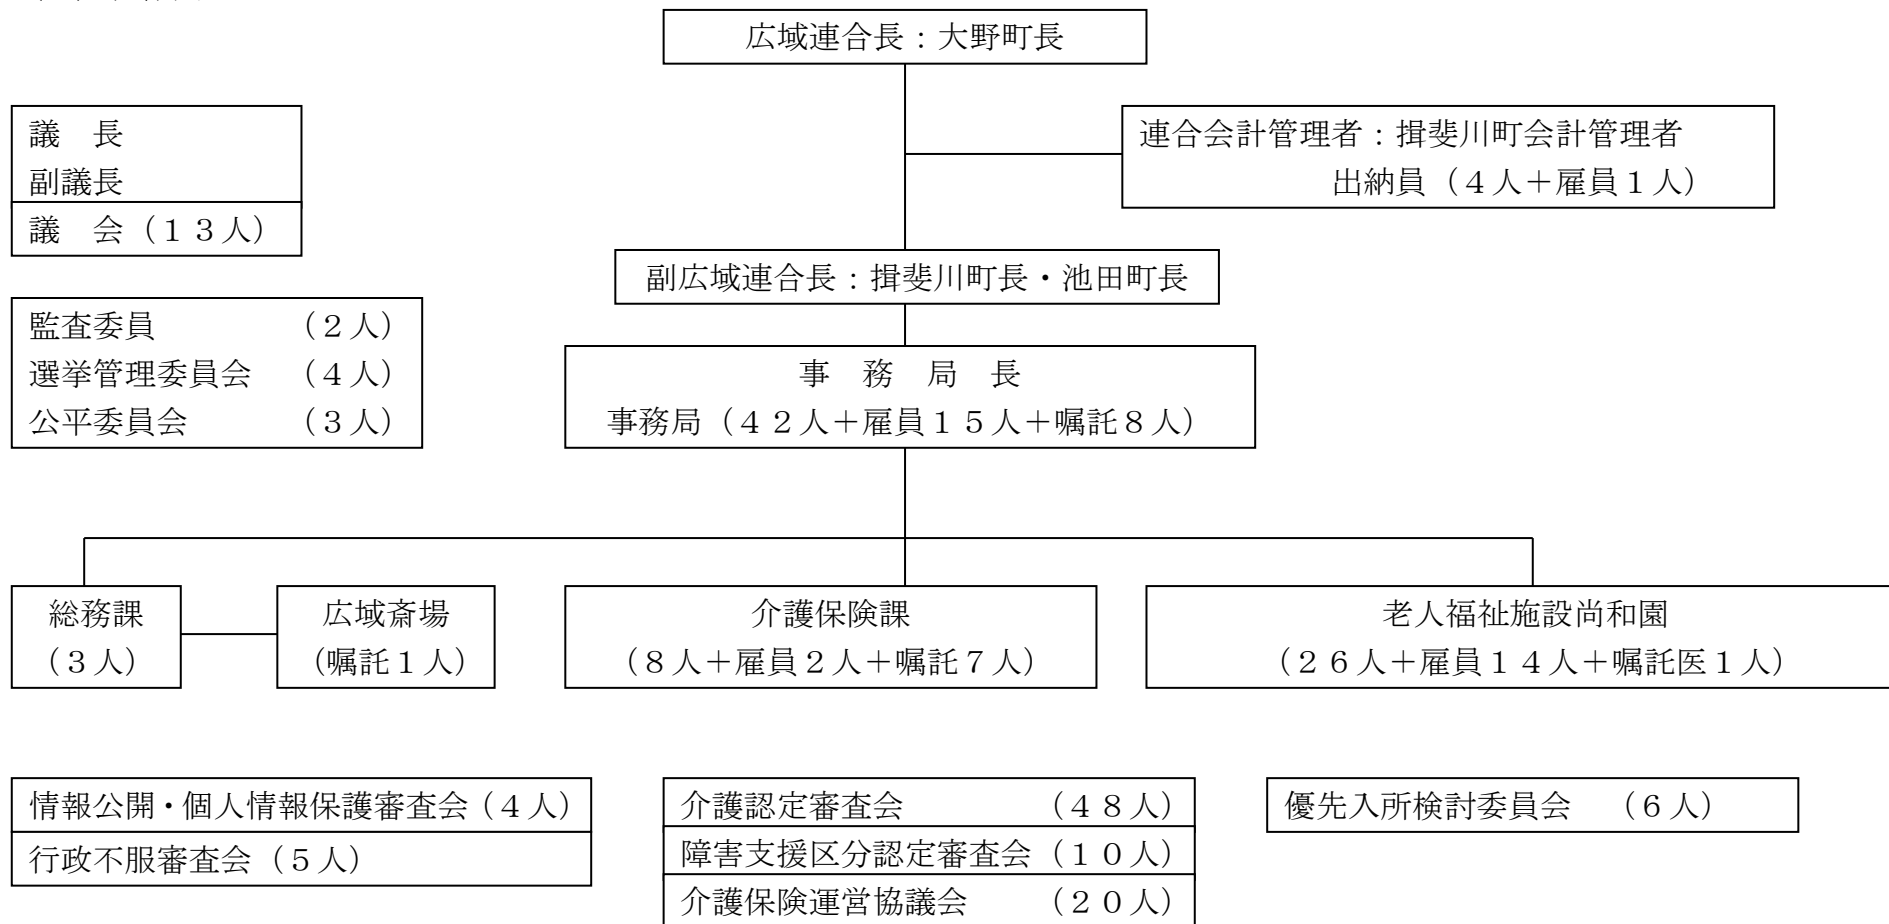 広域連合長：大野町長
議　長
副議長
議　会（１３人）
連合会計管理者：揖斐川町会計管理者
出納員（４人＋雇員１人）
副広域連合長：揖斐川町長・池田町長
監査委員　（２人）
選挙管理委員会　（４人）
公平委員会　（３人）
事　務　局　長
事務局（４２人＋雇員１５人＋嘱託８人）
総務課
（３人）
広域斎場
（嘱託１人）
介護保険課
（８人＋雇員２人＋嘱託７人）
老人福祉施設尚和園
（２６人＋雇員１４人＋嘱託医１人）
情報公開・個人情報保護審査会（４人）
行政不服審査会（５人）
介護認定審査会　（４８人）
障害支援区分認定審査会（１０人）
介護保険運営協議会　（２０人）
優先入所検討委員会　（６人）